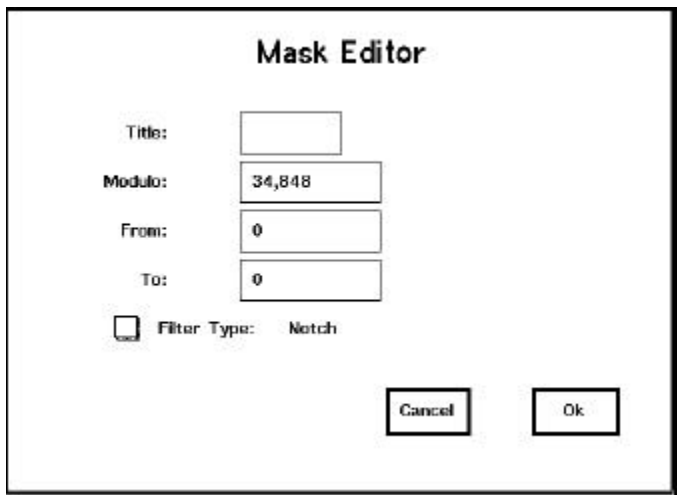 Mask Editor
Title:
Modulo: 34,848
From: 0
To: 0
Filter Type: Notch
Cancel Ok